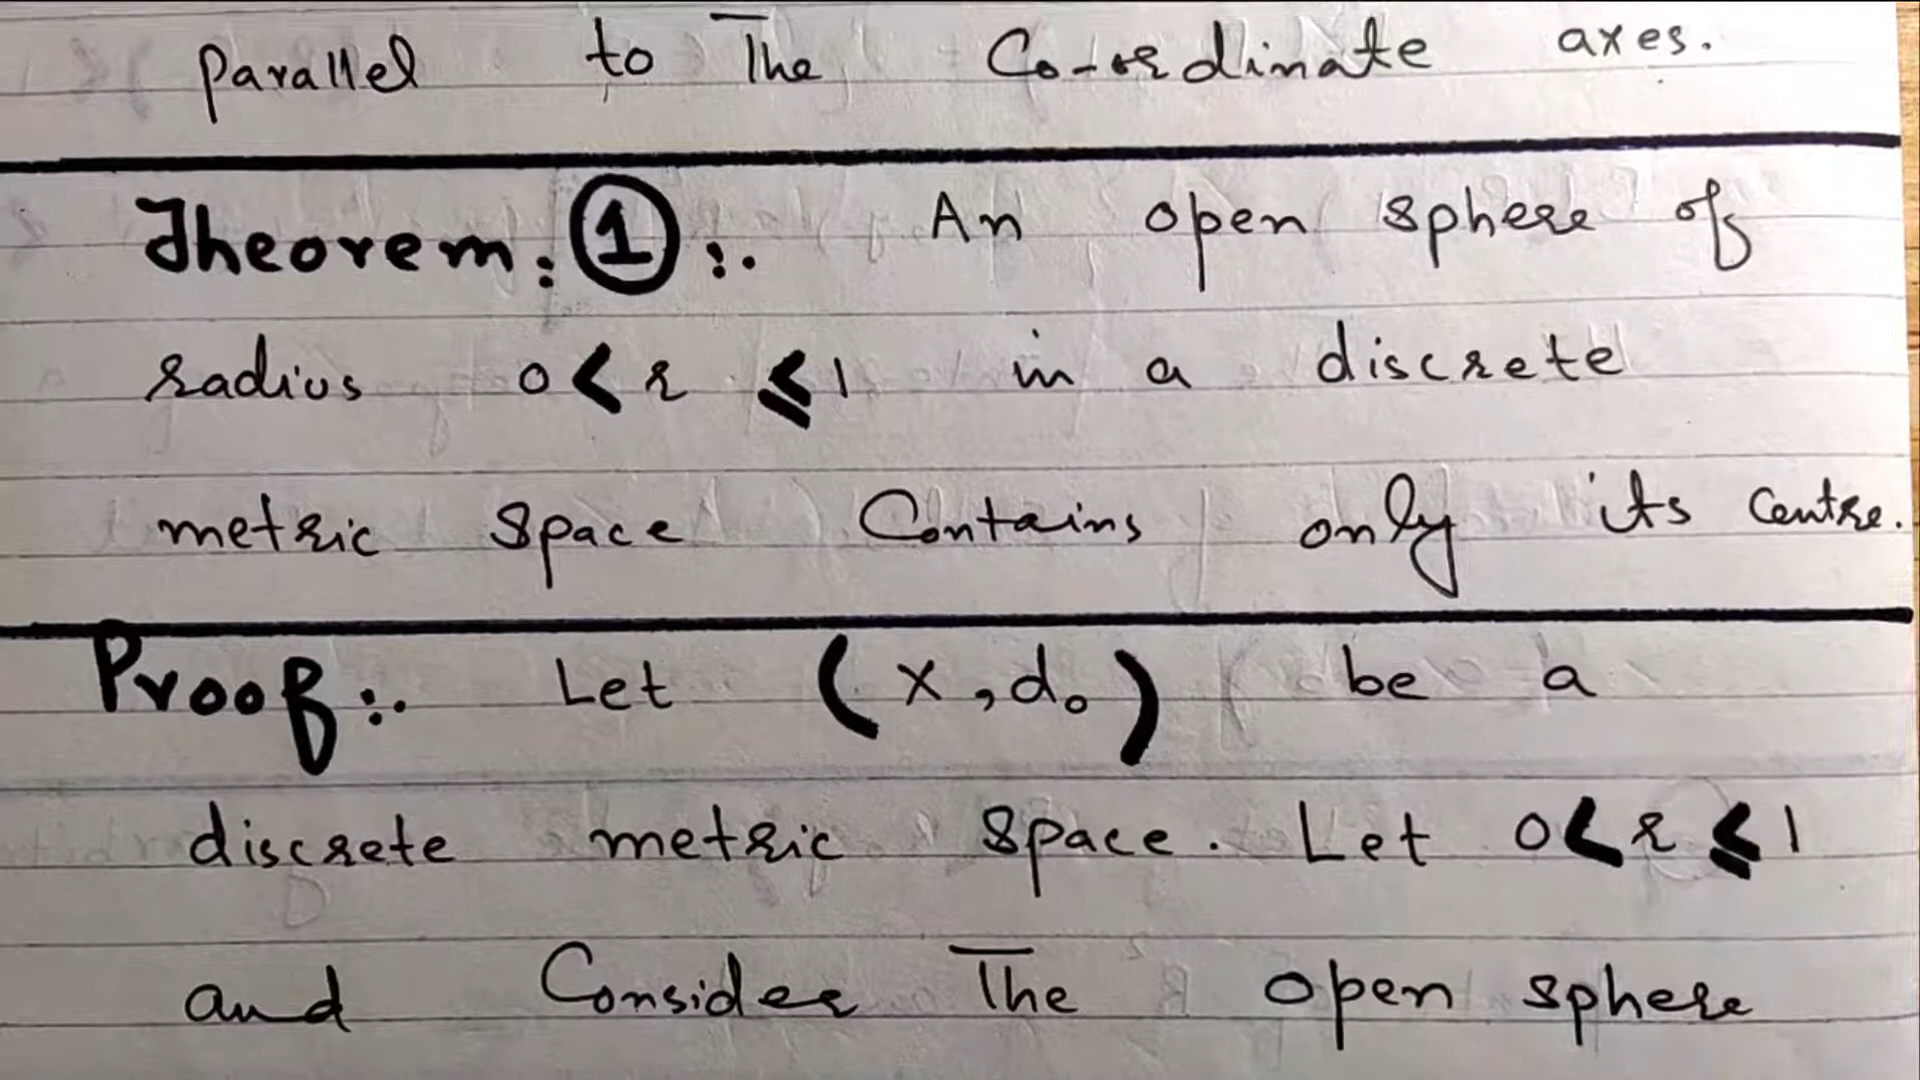 parallel to The Co-ordinate axes.
Theorem: ① :. An open sphere of
radius 0 < r ≤ 1 in a discrete
metric space Contains only its Centre.
Proof :. Let (X, d₀) be a
discrete metric space. Let 0 < r ≤ 1
and Consider The open sphere